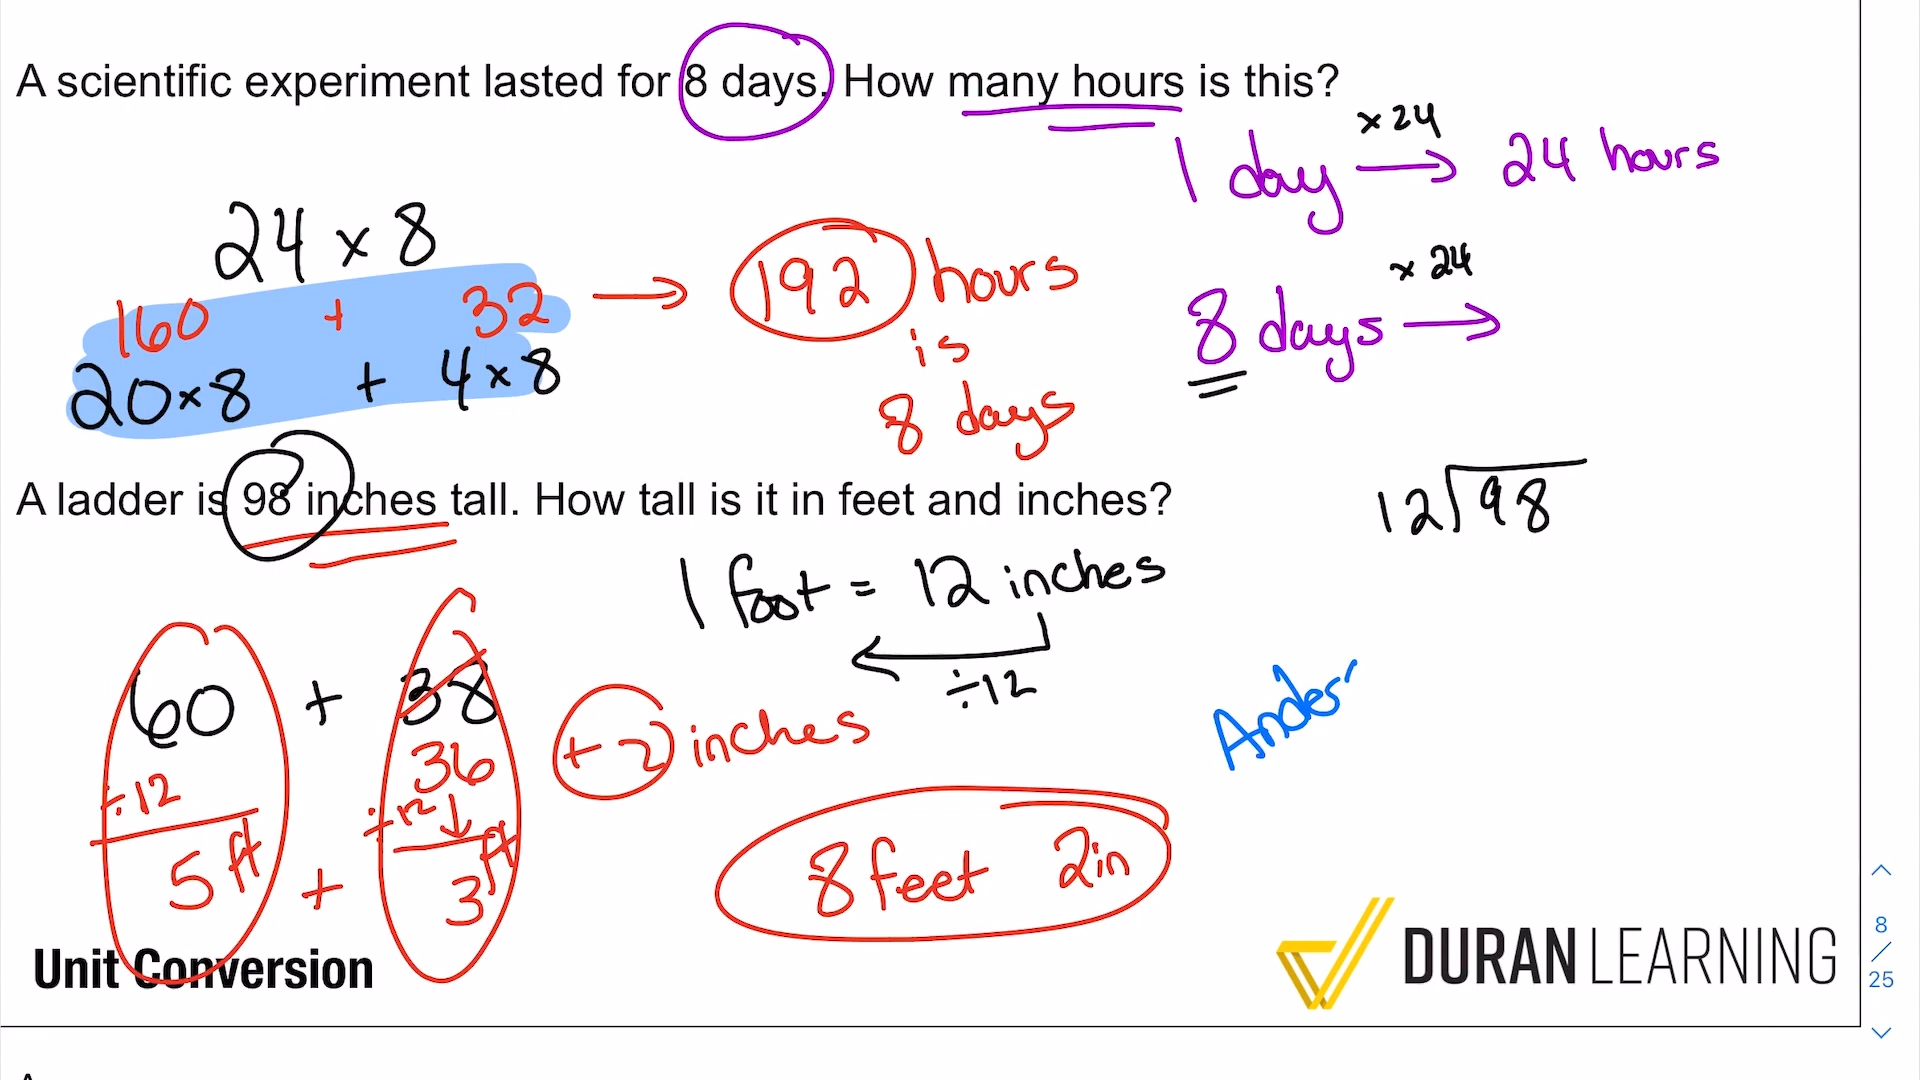 A scientific experiment lasted for 8 days. How many hours is this?
1 day × 24 → 24 hours
24 × 8
160 + 32 → 192 hours
is
8 days
20×8 + 4×8
8 days × 24 →
A ladder is 98 inches tall. How tall is it in feet and inches?
12 98
1 foot = 12 inches
÷12
60 + 38
36
+2 inches
÷12 ÷12
5 ft + 3 ft
8 feet 2in
Ander
Unit Conversion
DURAN LEARNING
8
/
25